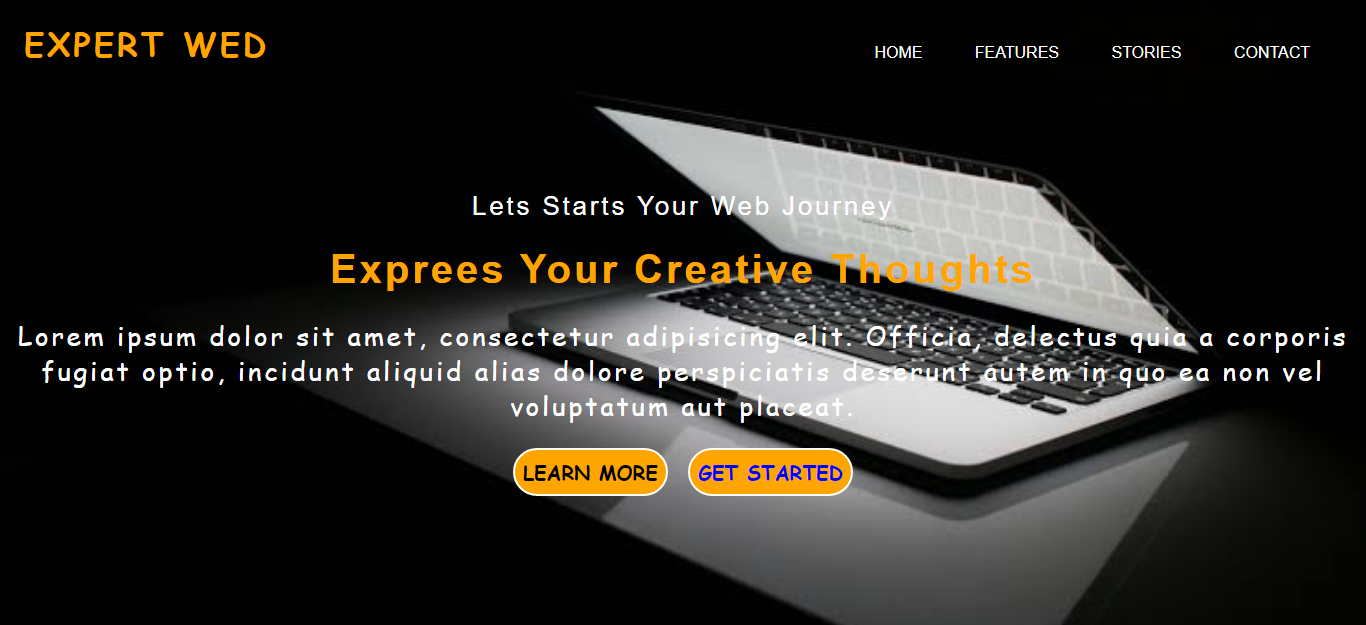 EXPERT WED
HOME FEATURES STORIES CONTACT
Lets Starts Your Web Journey
Exprees Your Creative Thoughts
Lorem ipsum dolor sit amet, consectetur adipisicing elit. Officia, delectus quia a corporis
fugiat optio, incidunt aliquid alias dolore perspiciatis deserunt autem in quo ea non vel
voluptatum aut placeat.
LEARN MORE GET STARTED